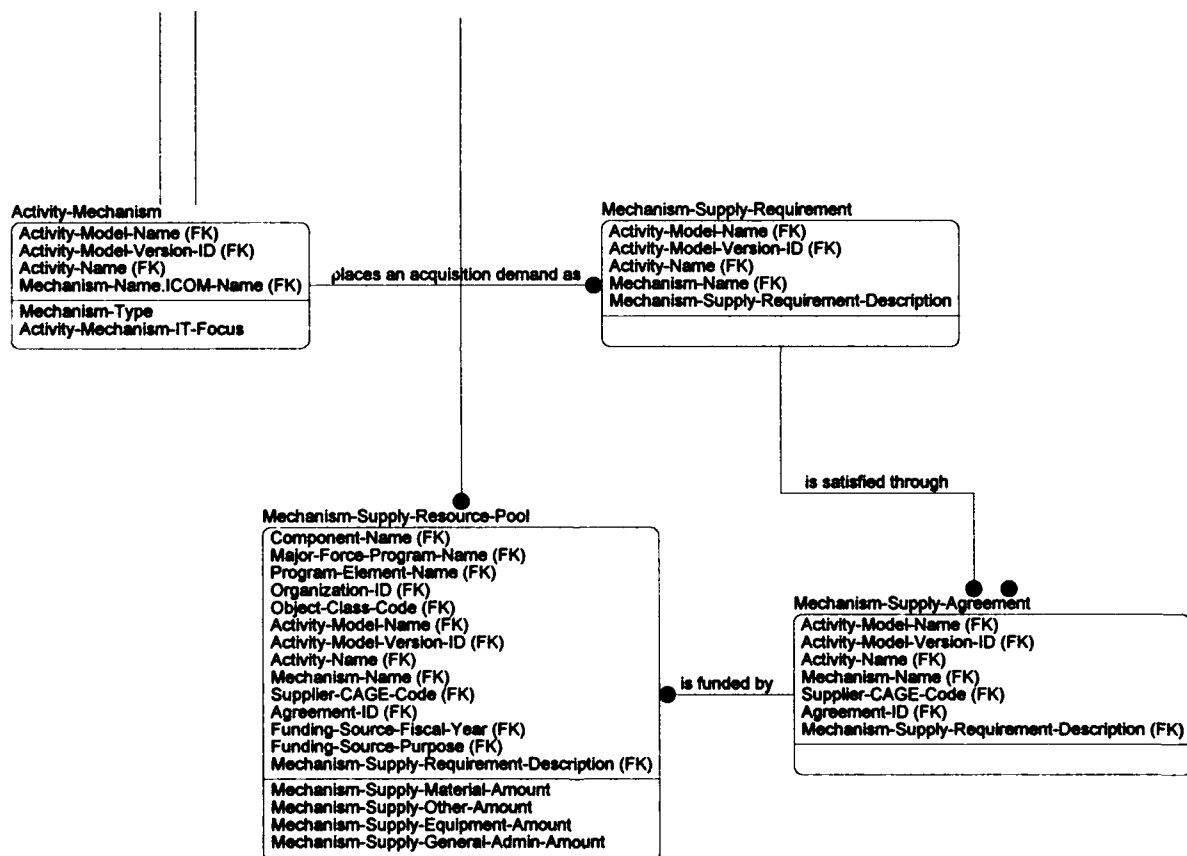 Activity-Mechanism
Activity-Model-Name (FK)
Activity-Model-Version-ID (FK)
Activity-Name (FK)
Mechanism-Name.ICOM-Name (FK)
Mechanism-Type
Activity-Mechanism-IT-Focus
places an acquisition demand as
Mechanism-Supply-Requirement
Activity-Model-Name (FK)
Activity-Model-Version-ID (FK)
Activity-Name (FK)
Mechanism-Name (FK)
Mechanism-Supply-Requirement-Description
is satisfied through
Mechanism-Supply-Resource-Pool
Component-Name (FK)
Major-Force-Program-Name (FK)
Program-Element-Name (FK)
Organization-ID (FK)
Object-Class-Code (FK)
Activity-Model-Name (FK)
Activity-Model-Version-ID (FK)
Activity-Name (FK)
Mechanism-Name (FK)
Supplier-CAGE-Code (FK)
Agreement-ID (FK)
Funding-Source-Fiscal-Year (FK)
Funding-Source-Purpose (FK)
Mechanism-Supply-Requirement-Description (FK)
Mechanism-Supply-Material-Amount
Mechanism-Supply-Other-Amount
Mechanism-Supply-Equipment-Amount
Mechanism-Supply-General-Admin-Amount
is funded by
Mechanism-Supply-Agreement
Activity-Model-Name (FK)
Activity-Model-Version-ID (FK)
Activity-Name (FK)
Mechanism-Name (FK)
Supplier-CAGE-Code (FK)
Agreement-ID (FK)
Mechanism-Supply-Requirement-Description (FK)